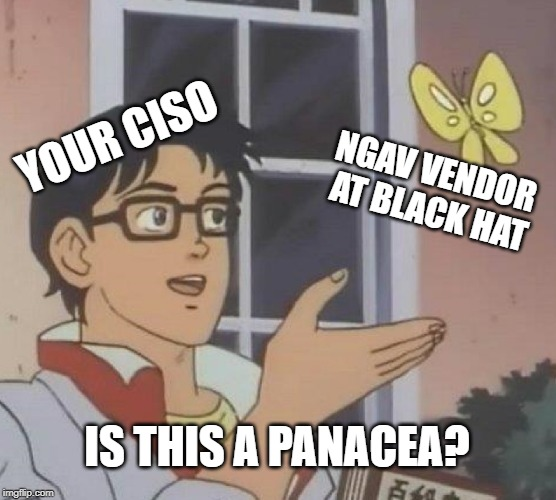 YOUR CISO
NGAV VENDOR
AT BLACK HAT
IS THIS A PANACEA?
imgflip.com